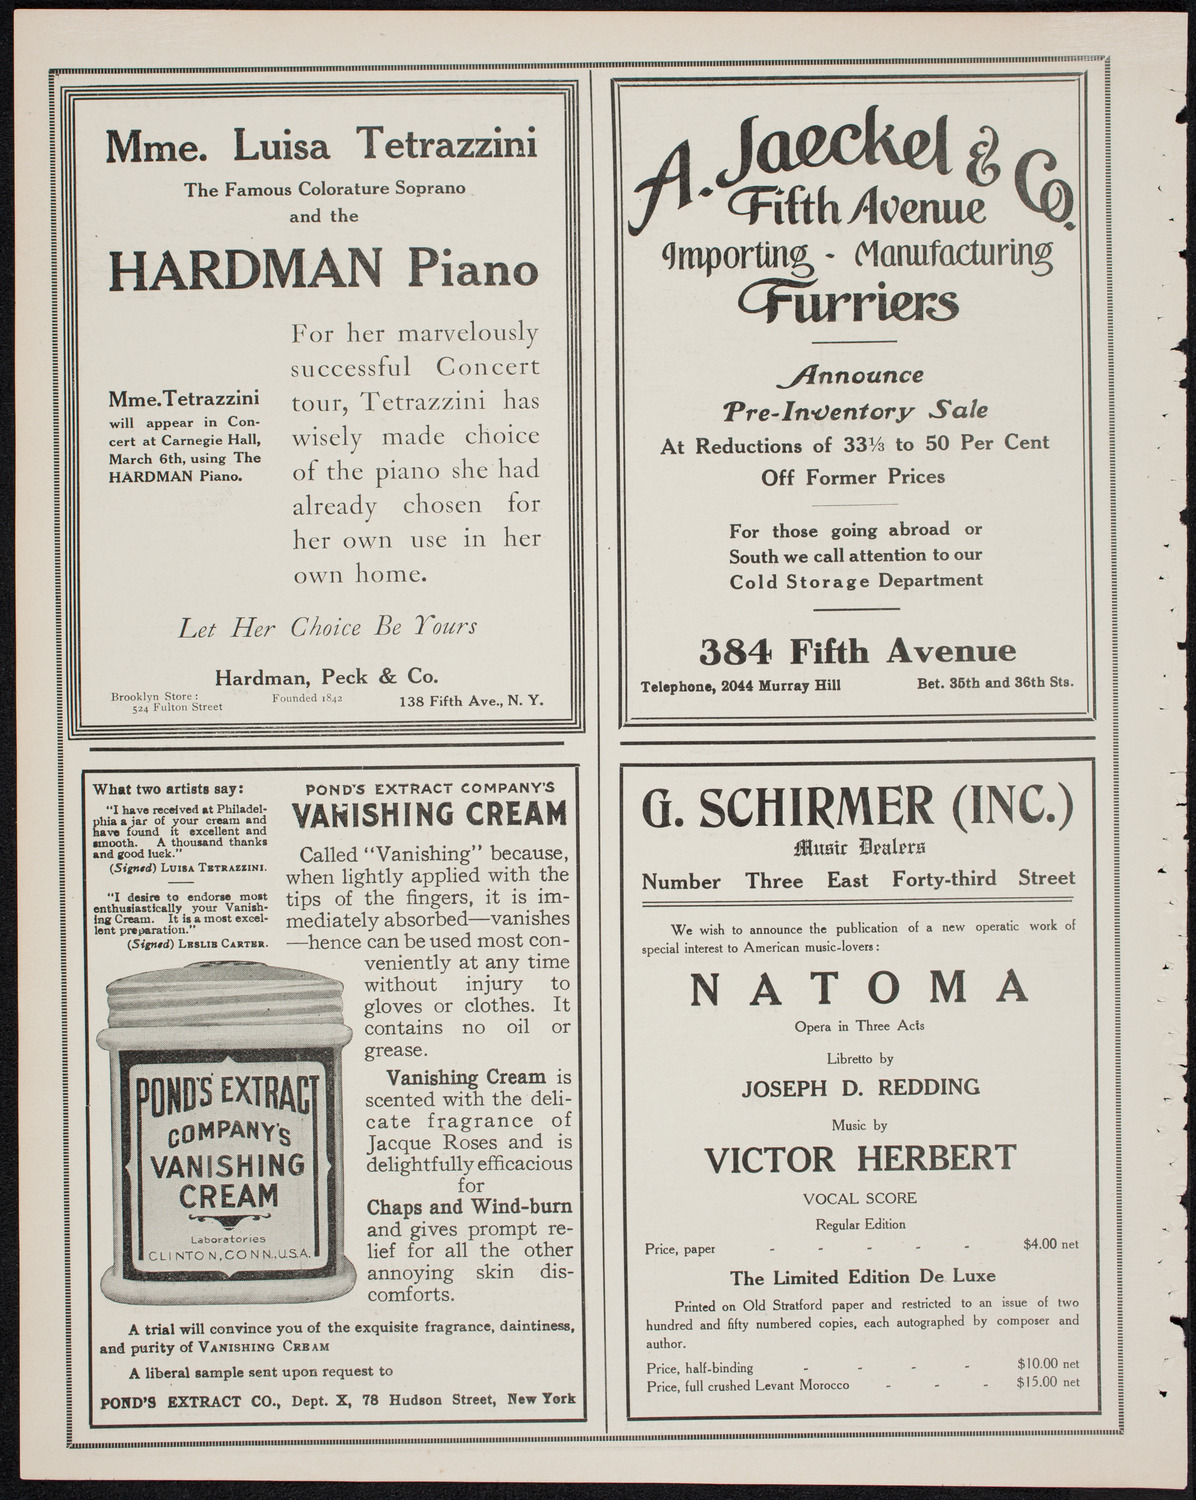 Mme. Luisa Tetrazzini
The Famous Colorature Soprano
and the
HARDMAN Piano
Mme. Tetrazzini
will appear in Con-
cert at Carnegie Hall,
March 6th, using The
HARDMAN Piano.
For her marvelously
successful Concert
tour, Tetrazzini has
wisely made choice
of the piano she had
already chosen for
her own use in her
own home.
Let Her Choice Be Yours
Hardman, Peck & Co.
Brooklyn Store:
524 Fulton Street
Founded 1842
138 Fifth Ave., N. Y.
A. Jaeckel & Co.
Fifth Avenue
Importing - Manufacturing
Furriers
Announce
Pre-Inventory Sale
At Reductions of 33⅓ to 50 Per Cent
Off Former Prices
For those going abroad or
South we call attention to our
Cold Storage Department
384 Fifth Avenue
Telephone, 2044 Murray Hill
Bet. 35th and 36th Sts.
What two artists say:
"I have received at Philadel-
phia a jar of your cream and
have found it excellent and
smooth. A thousand thanks
and good luek."
(Signed) LUISA TETRAZZINI.
"I desire to endorse most
enthusiastically your Vanish-
ing Cream. It is a most excel-
lent preparation."
(Signed) LESLIE CARTER.
POND'S EXTRACT COMPANY'S
VANISHING CREAM
Called "Vanishing" because,
when lightly applied with the
tips of the fingers, it is im-
mediately absorbed—vanishes
—hence can be used most con-
veniently at any time
without injury to
gloves or clothes. It
contains no oil or
grease.
Vanishing Cream is
scented with the deli-
cate fragrance of
Jacque Roses and is
delightfully efficacious
for
Chaps and Wind-burn
and gives prompt re-
lief for all the other
annoying skin dis-
comforts.
POND'S EXTRACT
COMPANY'S
VANISHING
CREAM
Laboratories
CLINTON, CONN., U.S.A.
A trial will convince you of the exquisite fragrance, daintiness,
and purity of VANISHING CREAM
A liberal sample sent upon request to
POND'S EXTRACT CO., Dept. X, 78 Hudson Street, New York
G. SCHIRMER (INC.)
Music Dealers
Number Three East Forty-third Street
We wish to announce the publication of a new operatic work of
special interest to American music-lovers:
NATOMA
Opera in Three Acts
Libretto by
JOSEPH D. REDDING
Music by
VICTOR HERBERT
VOCAL SCORE
Regular Edition
Price, paper - - - - - $4.00 net
The Limited Edition De Luxe
Printed on Old Stratford paper and restricted to an issue of two
hundred and fifty numbered copies, each autographed by composer and
author.
Price, half-binding - - - - $10.00 net
Price, full crushed Levant Morocco - - - $15.00 net